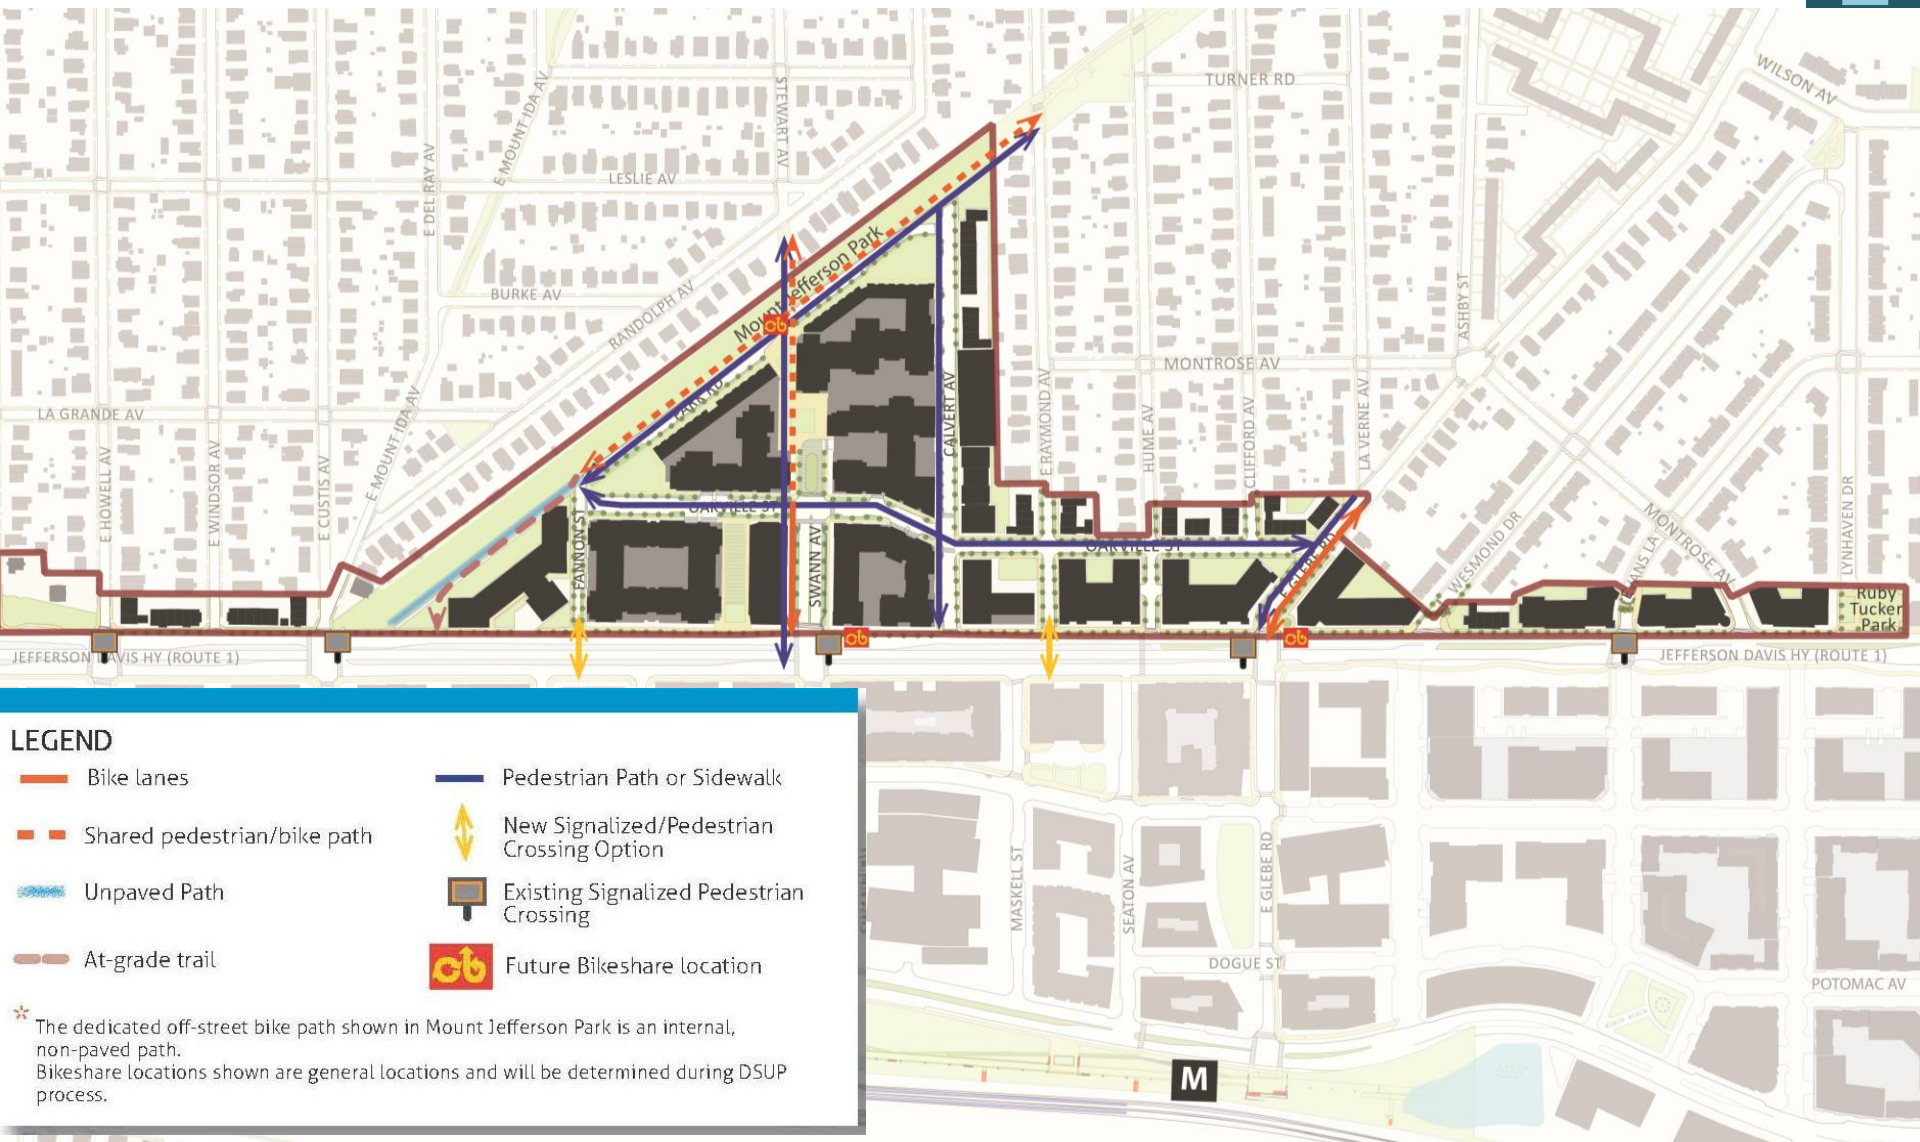 TURNER RD
WILSON AV
STEWART AV
E MOUNT IDA AV
E DEL RAY AV
LESLIE AV
Mount Jefferson Park
BURKE AV
RANDOLPH AV
ASHBY ST
MONTROSE AV
LA GRANDE AV
PARK RD
CALVERT AV
E RAYMOND AV
HUME AV
CLIFFORD AV
LA VERNE AV
E HOWELL AV
E WINDSOR AV
E CUSTIS AV
E MOUNT IDA AV
FANNON ST
OAKVILLE ST
SWANN AV
OAKVILLE ST
E GLEBE RD
WESMOND DR
EVANS LA
MONTROSE AV
LYNHAVEN DR
Ruby
Tucker
Park
JEFFERSON DAVIS HY (ROUTE 1)
JEFFERSON DAVIS HY (ROUTE 1)
LEGEND
Bike lanes
Shared pedestrian/bike path
Unpaved Path
At-grade trail
Pedestrian Path or Sidewalk
New Signalized/Pedestrian
Crossing Option
Existing Signalized Pedestrian
Crossing
Future Bikeshare location
* The dedicated off-street bike path shown in Mount Jefferson Park is an internal,
non-paved path.
Bikeshare locations shown are general locations and will be determined during DSUP
process.
MASKELL ST
SEATON AV
E GLEBE RD
DOGUE ST
POTOMAC AV
M